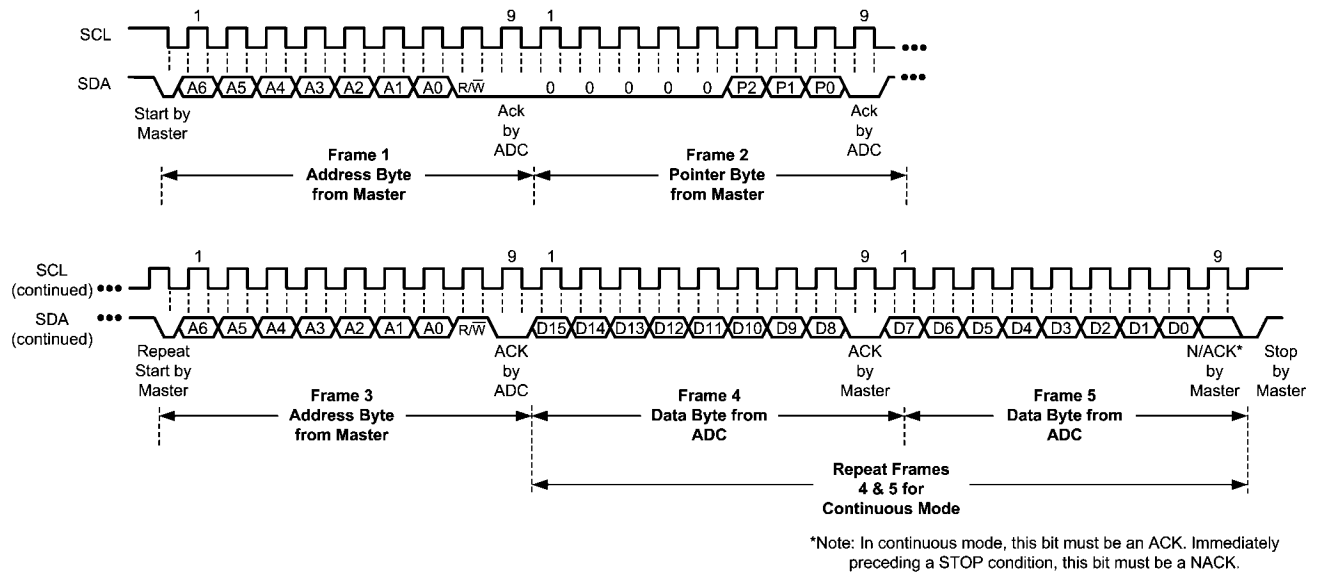 1 9 1 9
SCL
SDA A6 A5 A4 A3 A2 A1 A0 R/W̅ 0 0 0 0 0 P2 P1 P0
Start by
Master
Ack
by
ADC
Ack
by
ADC
Frame 1
Address Byte
from Master
Frame 2
Pointer Byte
from Master
1 9 1 9 1 9
SCL
(continued)
SDA
(continued)
A6 A5 A4 A3 A2 A1 A0 R/W̅ D15 D14 D13 D12 D11 D10 D9 D8 D7 D6 D5 D4 D3 D2 D1 D0
Repeat
Start by
Master
ACK
by
ADC
ACK
by
Master
N/ACK*
by
Master
Stop
by
Master
Frame 3
Address Byte
from Master
Frame 4
Data Byte from
ADC
Frame 5
Data Byte from
ADC
Repeat Frames
4 & 5 for
Continuous Mode
*Note: In continuous mode, this bit must be an ACK. Immediately
preceding a STOP condition, this bit must be a NACK.